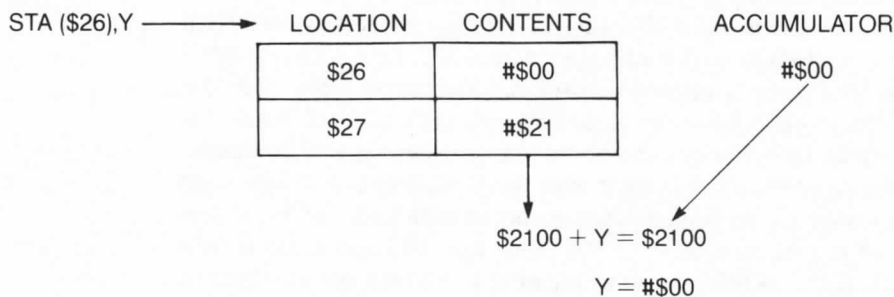 STA ($26),Y LOCATION CONTENTS ACCUMULATOR
$26 #$00 #$00
$27 #$21
$2100 + Y = $2100
Y = #$00